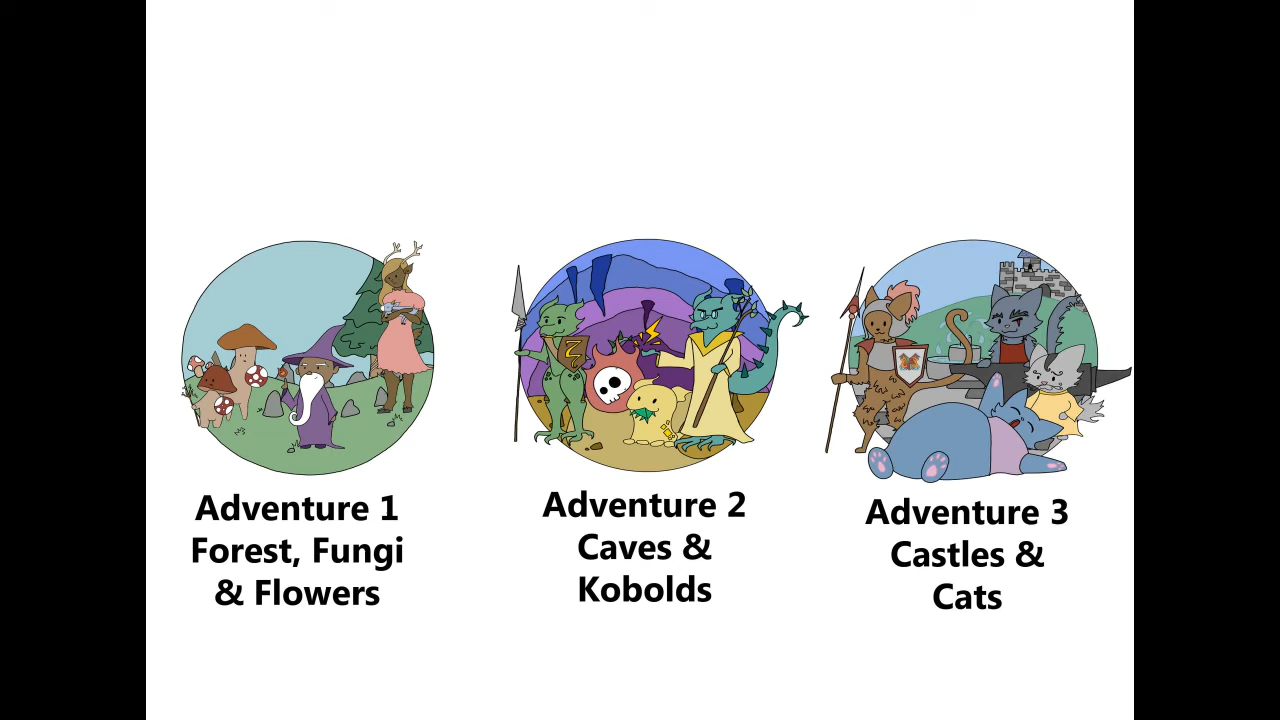 Adventure 1
Forest, Fungi
& Flowers
Adventure 2
Caves &
Kobolds
Adventure 3
Castles &
Cats